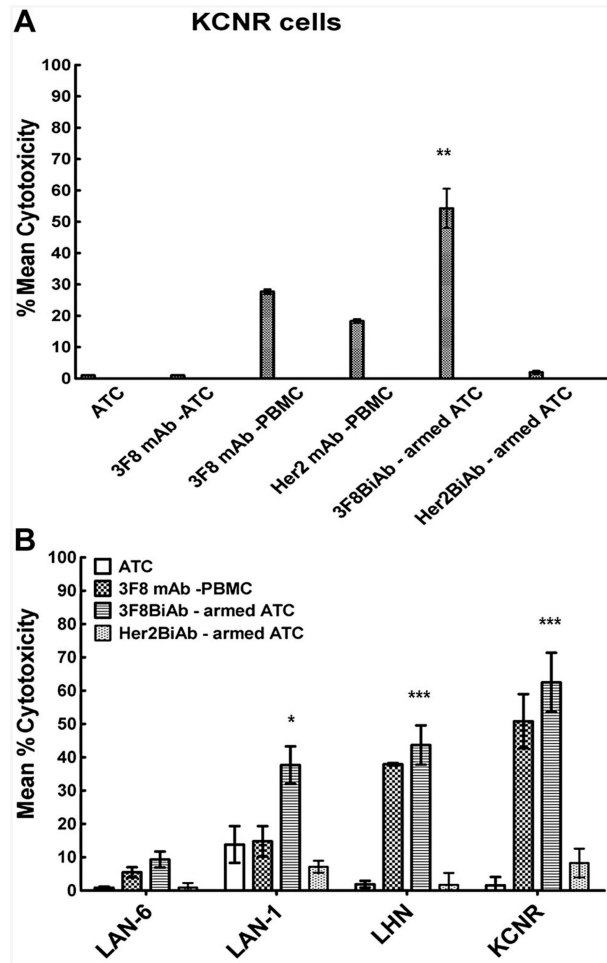 A
KCNR cells
% Mean Cytotoxicity
100
90
80
70
60
50
40
30
20
10
0
**
ATC
3F8 mAb -ATC
3F8 mAb -PBMC
Her2 mAb -PBMC
3F8BiAb - armed ATC
Her2BiAb - armed ATC
B
Mean % Cytotoxicity
100
90
80
70
60
50
40
30
20
10
0
ATC
3F8 mAb -PBMC
3F8BiAb - armed ATC
Her2BiAb - armed ATC
*
***
***
LAN-6
LAN-1
LHN
KCNR